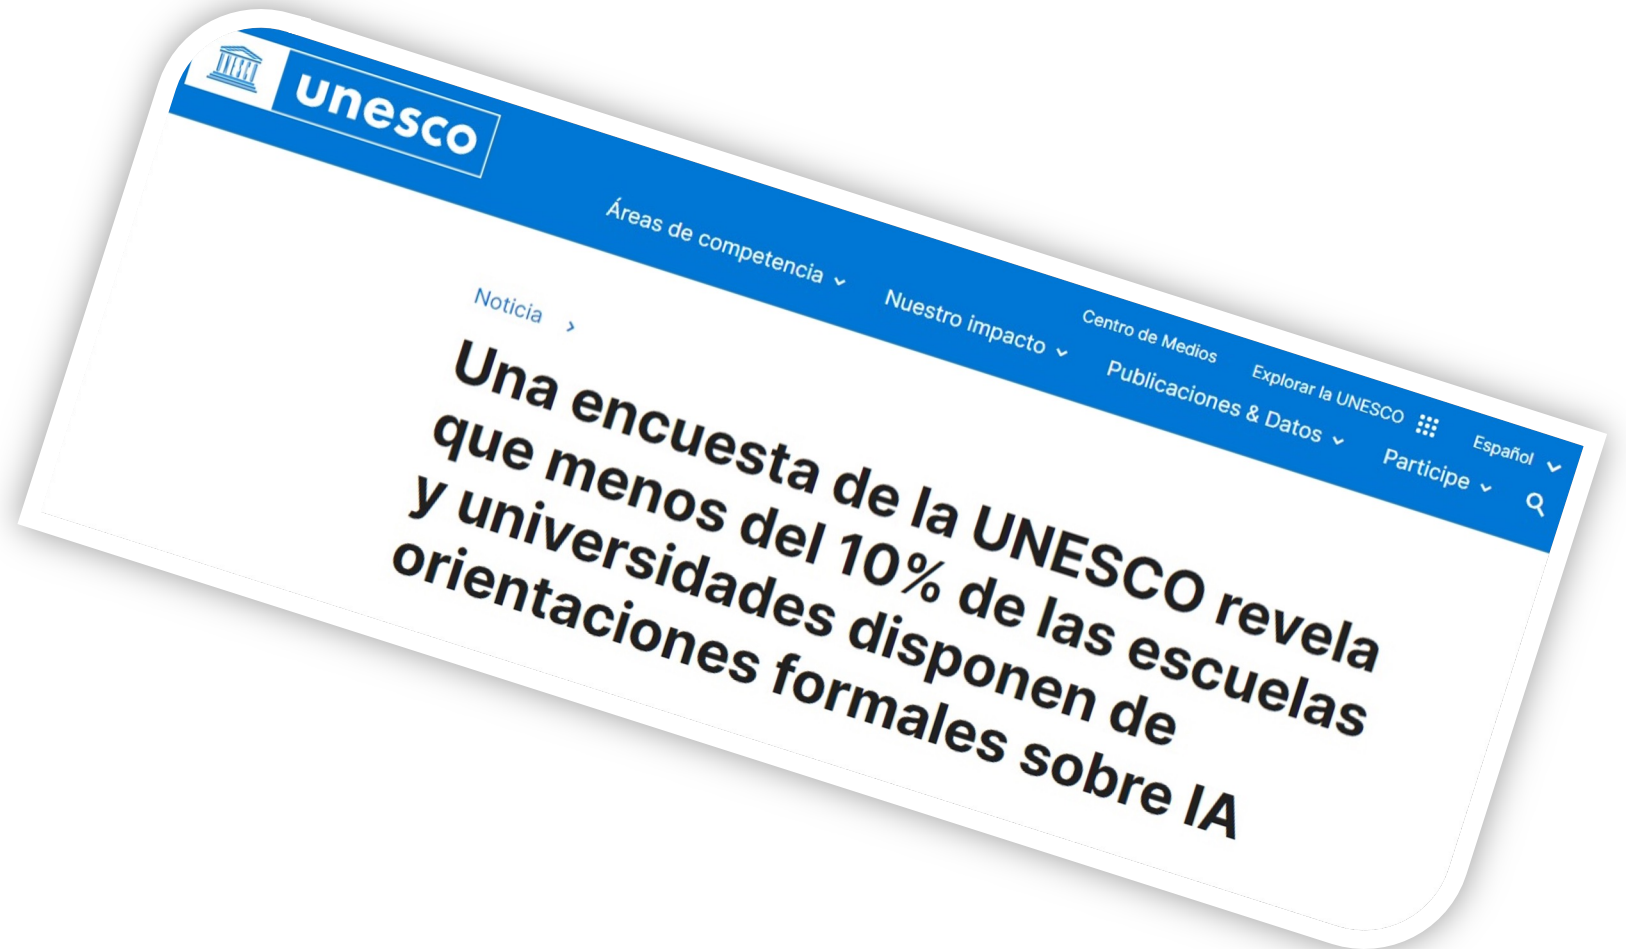 unesco
Centro de Medios
Explorar la UNESCO
Español
Áreas de competencia
Nuestro impacto
Publicaciones & Datos
Participe
Noticia >
Una encuesta de la UNESCO revela
que menos del 10% de las escuelas
y universidades disponen de
orientaciones formales sobre IA